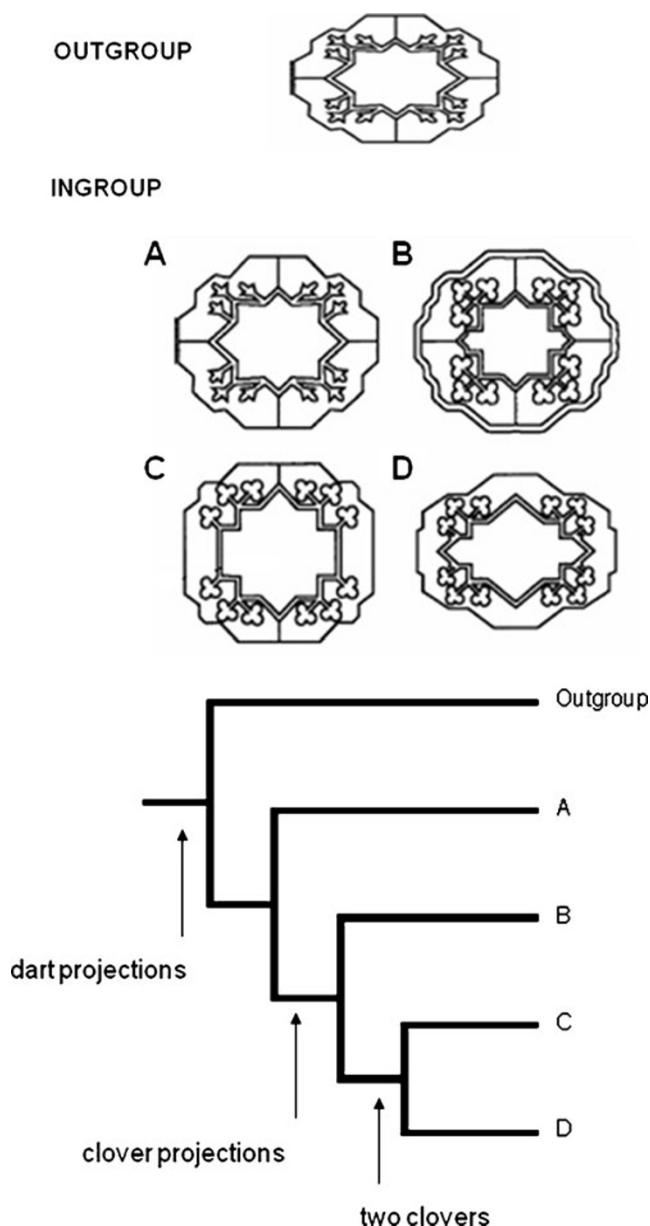 OUTGROUP
INGROUP
A B
C D
Outgroup
A
B
dart projections
C
D
clover projections
two clovers